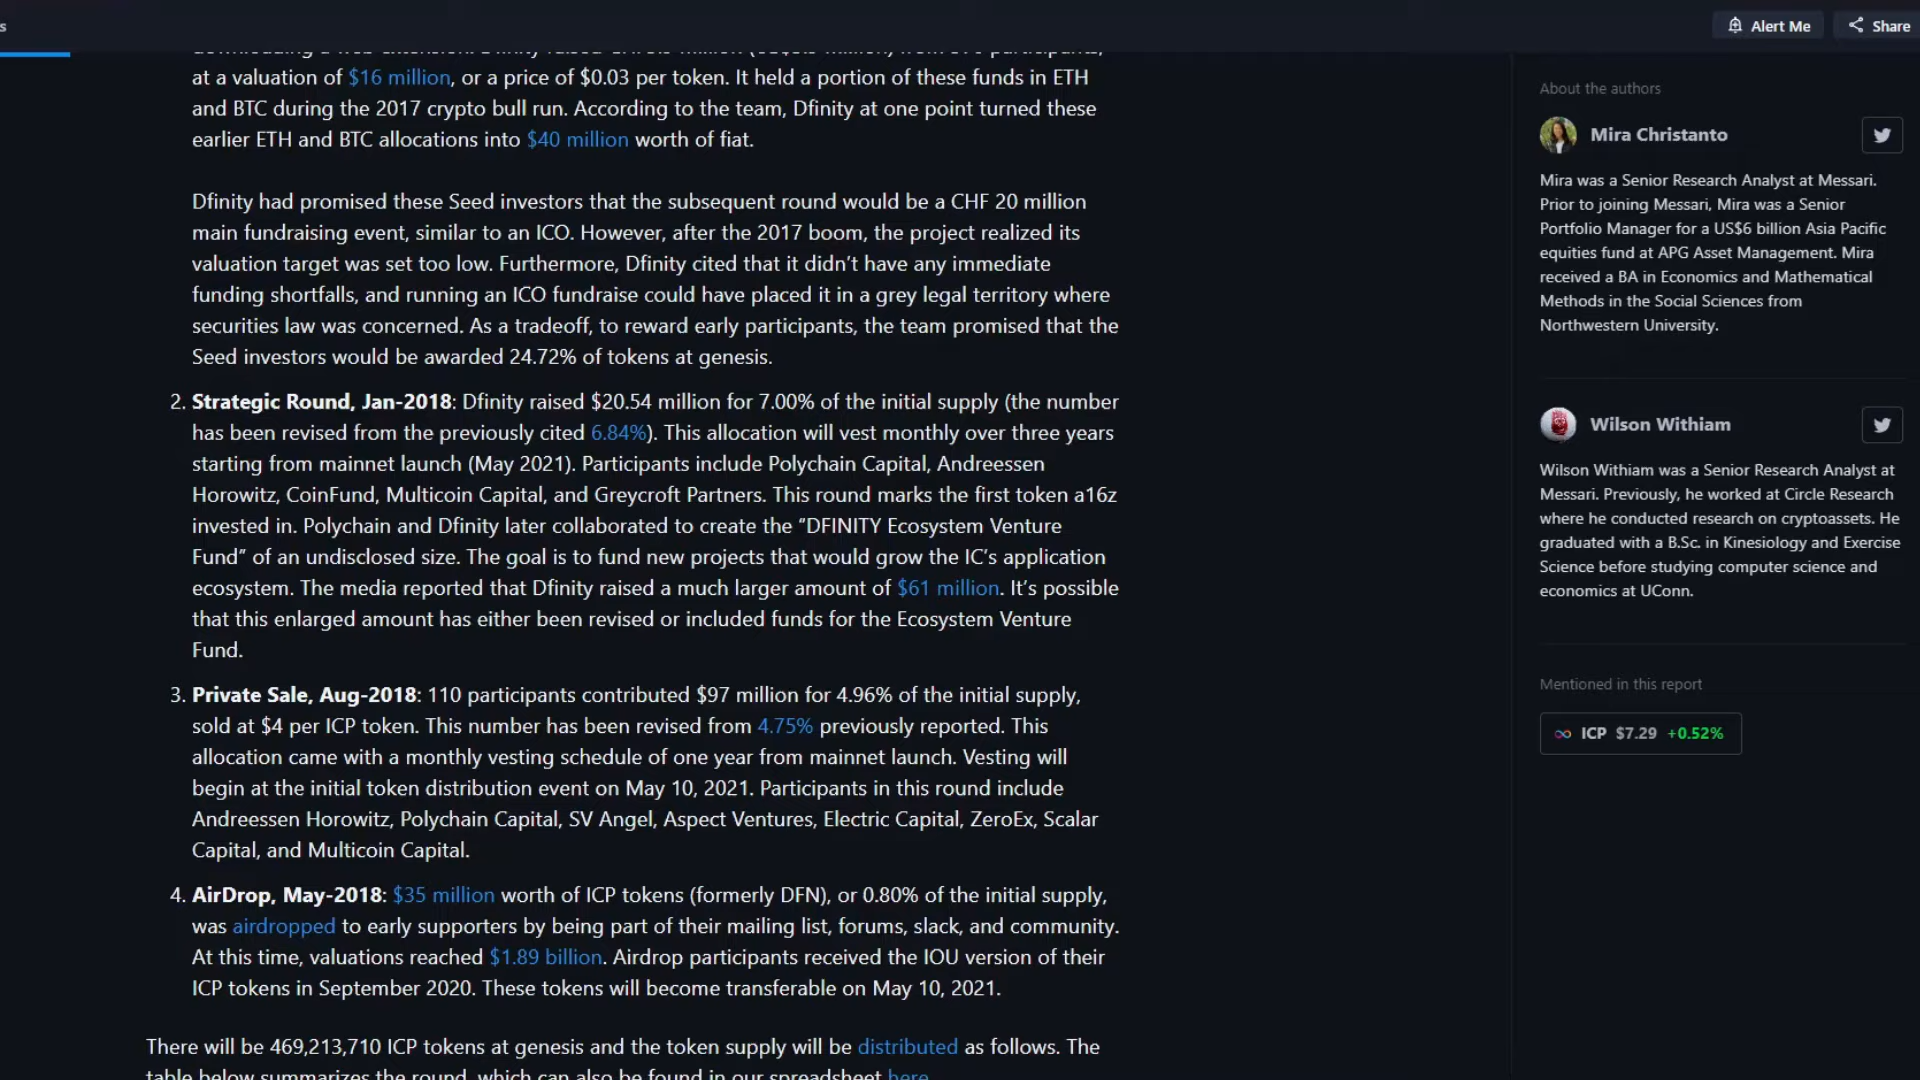 s
Alert Me
Share
at a valuation of $16 million, or a price of $0.03 per token. It held a portion of these funds in ETH
and BTC during the 2017 crypto bull run. According to the team, Dfinity at one point turned these
earlier ETH and BTC allocations into $40 million worth of fiat.
Dfinity had promised these Seed investors that the subsequent round would be a CHF 20 million
main fundraising event, similar to an ICO. However, after the 2017 boom, the project realized its
valuation target was set too low. Furthermore, Dfinity cited that it didn’t have any immediate
funding shortfalls, and running an ICO fundraise could have placed it in a grey legal territory where
securities law was concerned. As a tradeoff, to reward early participants, the team promised that the
Seed investors would be awarded 24.72% of tokens at genesis.
2. Strategic Round, Jan-2018: Dfinity raised $20.54 million for 7.00% of the initial supply (the number
has been revised from the previously cited 6.84%). This allocation will vest monthly over three years
starting from mainnet launch (May 2021). Participants include Polychain Capital, Andreessen
Horowitz, CoinFund, Multicoin Capital, and Greycroft Partners. This round marks the first token a16z
invested in. Polychain and Dfinity later collaborated to create the “DFINITY Ecosystem Venture
Fund” of an undisclosed size. The goal is to fund new projects that would grow the IC’s application
ecosystem. The media reported that Dfinity raised a much larger amount of $61 million. It’s possible
that this enlarged amount has either been revised or included funds for the Ecosystem Venture
Fund.
3. Private Sale, Aug-2018: 110 participants contributed $97 million for 4.96% of the initial supply,
sold at $4 per ICP token. This number has been revised from 4.75% previously reported. This
allocation came with a monthly vesting schedule of one year from mainnet launch. Vesting will
begin at the initial token distribution event on May 10, 2021. Participants in this round include
Andreessen Horowitz, Polychain Capital, SV Angel, Aspect Ventures, Electric Capital, ZeroEx, Scalar
Capital, and Multicoin Capital.
4. AirDrop, May-2018: $35 million worth of ICP tokens (formerly DFN), or 0.80% of the initial supply,
was airdropped to early supporters by being part of their mailing list, forums, slack, and community.
At this time, valuations reached $1.89 billion. Airdrop participants received the IOU version of their
ICP tokens in September 2020. These tokens will become transferable on May 10, 2021.
There will be 469,213,710 ICP tokens at genesis and the token supply will be distributed as follows. The
table below summarizes the round, which can also be found in our spreadsheet here
About the authors
Mira Christanto
Mira was a Senior Research Analyst at Messari.
Prior to joining Messari, Mira was a Senior
Portfolio Manager for a US$6 billion Asia Pacific
equities fund at APG Asset Management. Mira
received a BA in Economics and Mathematical
Methods in the Social Sciences from
Northwestern University.
Wilson Withiam
Wilson Withiam was a Senior Research Analyst at
Messari. Previously, he worked at Circle Research
where he conducted research on cryptoassets. He
graduated with a B.Sc. in Kinesiology and Exercise
Science before studying computer science and
economics at UConn.
Mentioned in this report
ICP $7.29 +0.52%